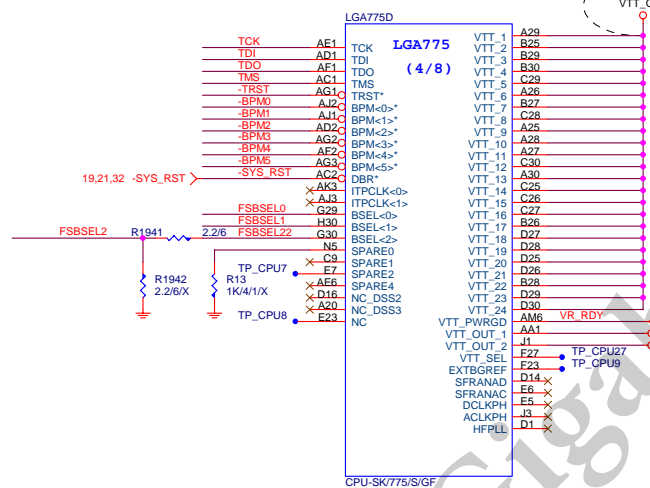 VTT_O
LGA775D
LGA775
(4/8)
TCK AE1 TCK VTT_1 A29
TDI AD1 TDI VTT_2 B25
TDO AF1 TDO VTT_3 B29
TMS AC1 TMS VTT_4 B30
-TRST AG1 TRST* VTT_5 C29
-BPM0 AJ2 BPM<0>* VTT_6 A26
-BPM1 AJ1 BPM<1>* VTT_7 B27
-BPM2 AD2 BPM<2>* VTT_8 C28
-BPM3 AG2 BPM<3>* VTT_9 A25
-BPM4 AF2 BPM<4>* VTT_10 A28
-BPM5 AG3 BPM<5>* VTT_11 A27
19,21,32 -SYS_RST -SYS_RST AC2 DBR* VTT_12 C30
AK3 ITPCLK<0> VTT_13 A30
AJ3 ITPCLK<1> VTT_14 C25
FSBSEL0 G29 BSEL<0> VTT_15 C26
FSBSEL1 H30 BSEL<1> VTT_16 C27
FSBSEL2 R1941 2.2/6 FSBSEL22 G30 BSEL<2> VTT_17 B26
N5 SPARE0 VTT_18 D27
C9 SPARE1 VTT_19 D28
TP_CPU7 E7 SPARE2 VTT_20 D25
AE6 SPARE4 VTT_21 D26
D16 NC_DSS2 VTT_22 B28
A20 NC_DSS3 VTT_23 D29
TP_CPU8 E23 NC VTT_24 D30
R1942
2.2/6/X
R13
1K/4/1/X
VTT_PWRGD AM6 VR_RDY
VTT_OUT_1 AA1
VTT_OUT_2 J1
VTT_SEL F27 TP_CPU27
EXTBGREF F23 TP_CPU9
SFRANAD D14
SFRANAC E6
DCLKPH E5
ACLKPH J3
HFPLL D1
CPU-SK/775/S/GF